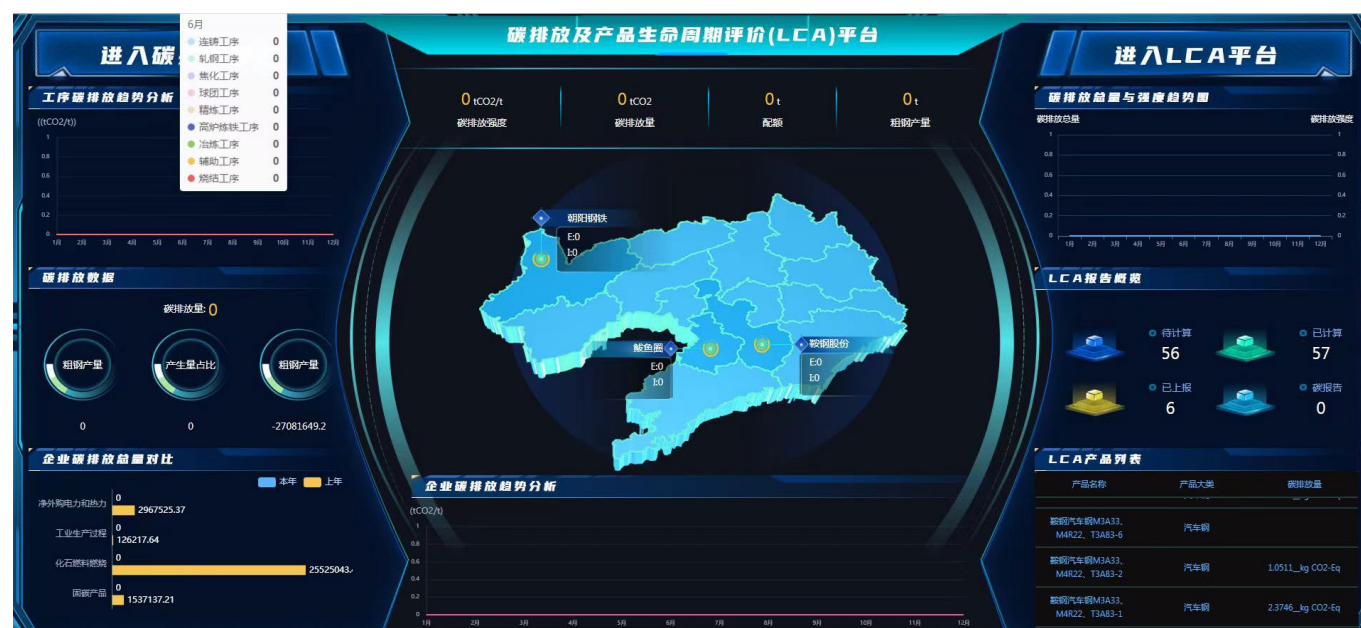 碳排放及产品生命周期评价(LCA)平台
进入碳
6月
连铸工序 0
轧钢工序 0
焦化工序 0
球团工序 0
精炼工序 0
高炉炼铁工序 0
冶炼工序 0
辅助工序 0
烧结工序 0
工序碳排放趋势分析
((tCO2/t))
1
0.8
0.6
0.4
0.2
0
1月 2月 3月 4月 5月 6月 7月 8月 9月 10月 11月 12月
碳排放数据
碳排放量: 0
粗钢产量 产生量占比 粗钢产量
0 0 -27081649.2
企业碳排放总量对比
本年 上年
净外购电力和热力 0
2967525.37
工业生产过程 0
126217.64
化石燃料燃烧 0
25525043.
固碳产品 0
1537137.21
0 tCO2/t 0 tCO2 0 t 0 t
碳排放强度 碳排放量 配额 粗钢产量
朝阳钢铁
E:0
I:0
鲅鱼圈
E:0
I:0
鞍钢股份
E:0
I:0
企业碳排放趋势分析
(tCO2/t)
1
0.8
0.6
0.4
0.2
0
1月 2月 3月 4月 5月 6月 7月 8月 9月 10月 11月 12月
进入LCA平台
碳排放总量与强度趋势图
碳排放总量 碳排放强度
1 1
0.8 0.8
0.6 0.6
0.4 0.4
0.2 0.2
0 0
1月 2月 3月 4月 5月 6月 7月 8月 9月 10月 11月 12月
LCA报告概览
待计算 已计算
56 57
已上报 碳报告
6 0
LCA产品列表
产品名称 产品大类 碳排放量
鞍钢汽车钢M3A33、
M4R22、T3A83-6 汽车钢
鞍钢汽车钢M3A33、
M4R22、T3A83-2 汽车钢 1.0511__kg CO2-Eq
鞍钢汽车钢M3A33、
M4R22、T3A83-1 汽车钢 2.3746__kg CO2-Eq